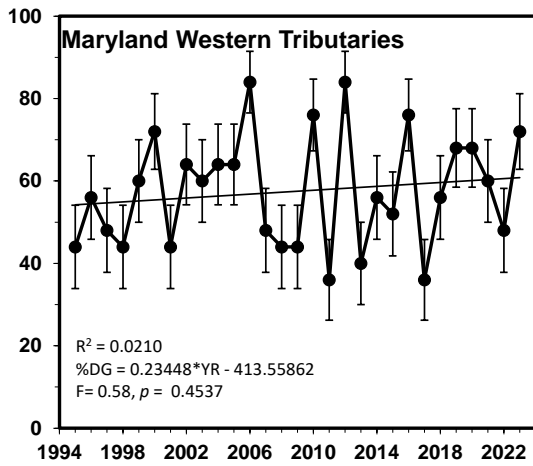 Maryland Western Tributaries
100
80
60
40
20
0
R² = 0.0210
%DG = 0.23448*YR - 413.55862
F= 0.58, p = 0.4537
1994 1998 2002 2006 2010 2014 2018 2022